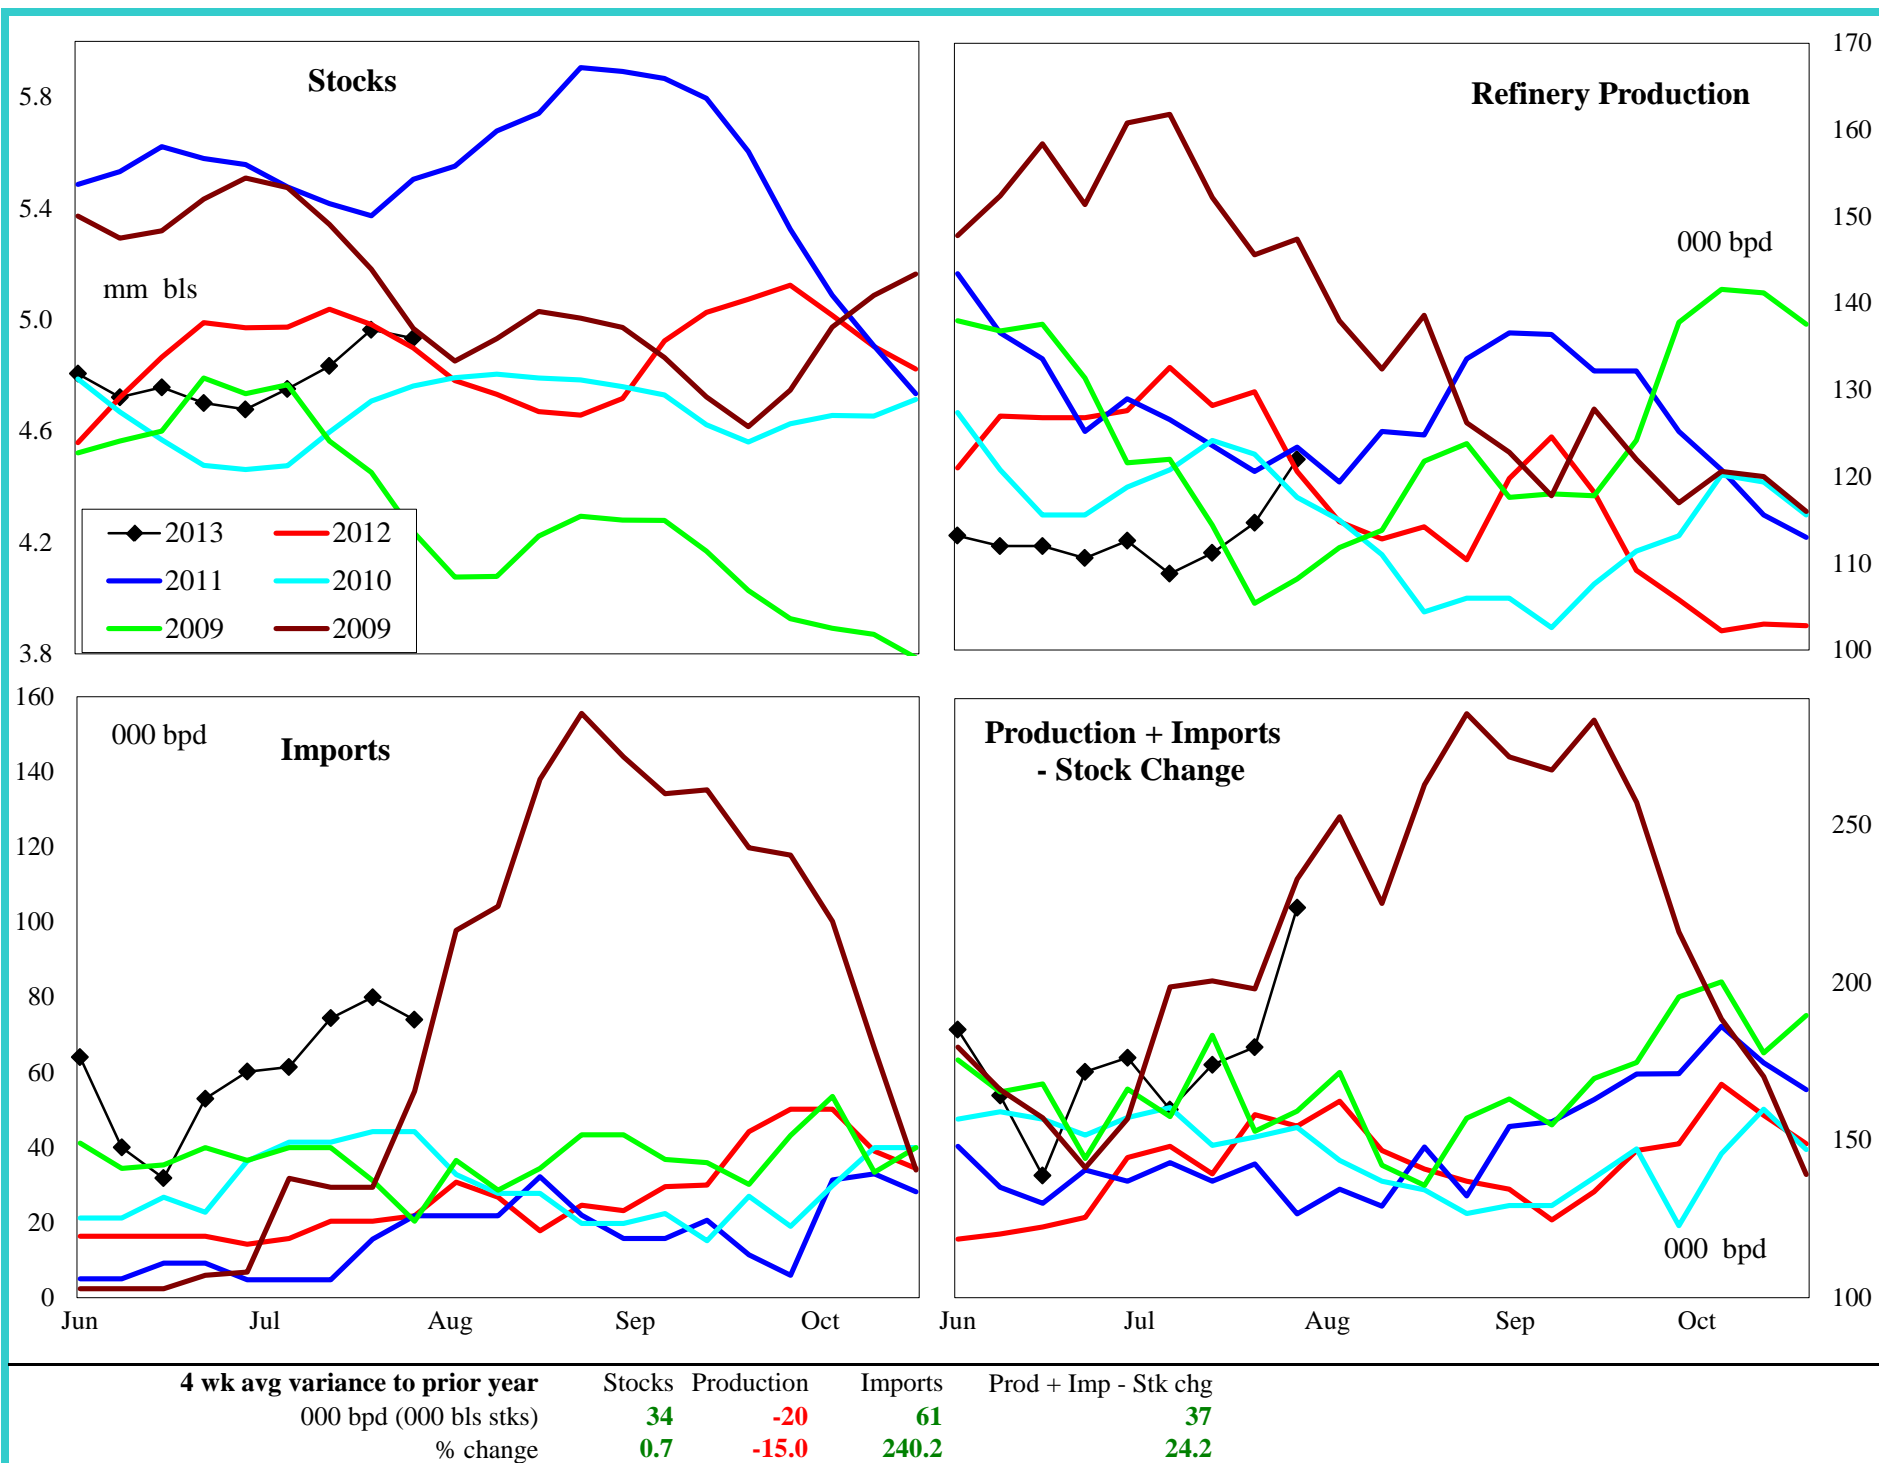 Stocks
5.8
5.4
5.0
4.6
4.2
3.8
mm bls
2013
2012
2011
2010
2009
2009
Refinery Production
000 bpd
170
160
150
140
130
120
110
100
Imports
000 bpd
160
140
120
100
80
60
40
20
0
Jun Jul Aug Sep Oct
Production + Imports
- Stock Change
250
200
150
100
000 bpd
Jun Jul Aug Sep Oct
4 wk avg variance to prior year Stocks Production Imports Prod + Imp - Stk chg
000 bpd (000 bls stks) 34 -20 61 37
% change 0.7 -15.0 240.2 24.2